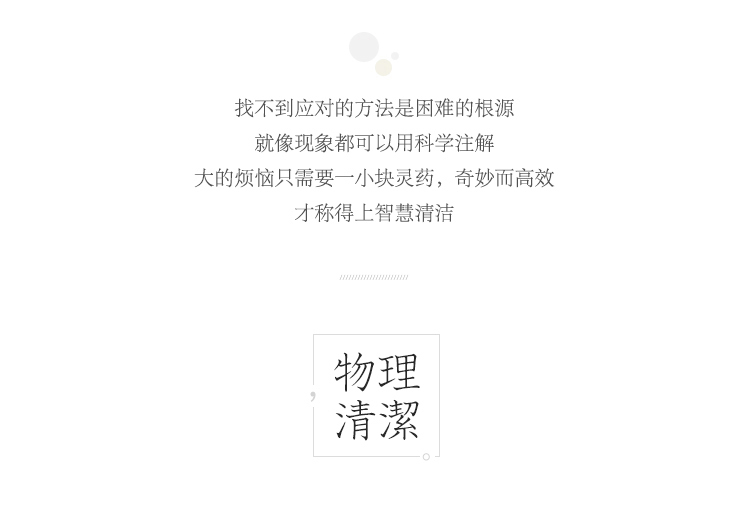 找不到应对的方法是困难的根源
就像现象都可以用科学注解
大的烦恼只需要一小块灵药，奇妙而高效
才称得上智慧清洁
物理
清潔